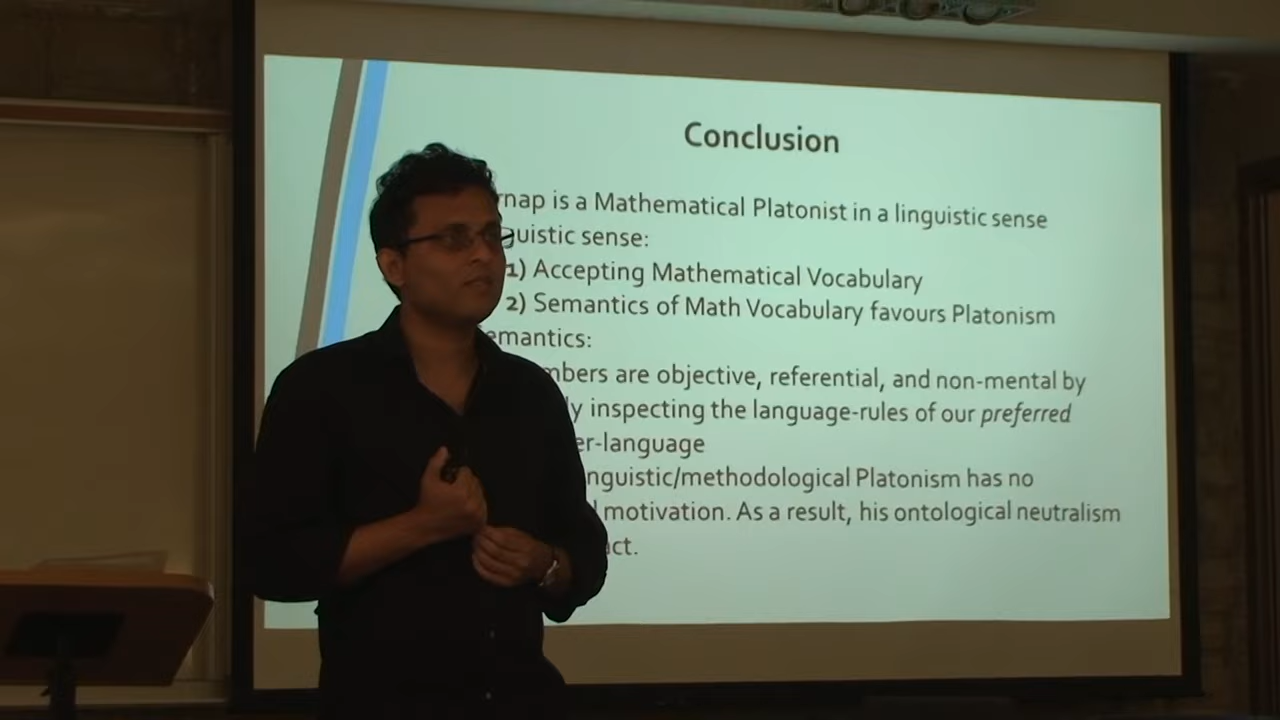 Conclusion
rnap is a Mathematical Platonist in a linguistic sense
guistic sense:
1) Accepting Mathematical Vocabulary
2) Semantics of Math Vocabulary favours Platonism
emantics:
mbers are objective, referential, and non-mental by
y inspecting the language-rules of our preferred
er-language
nguistic/methodological Platonism has no
motivation. As a result, his ontological neutralism
act.